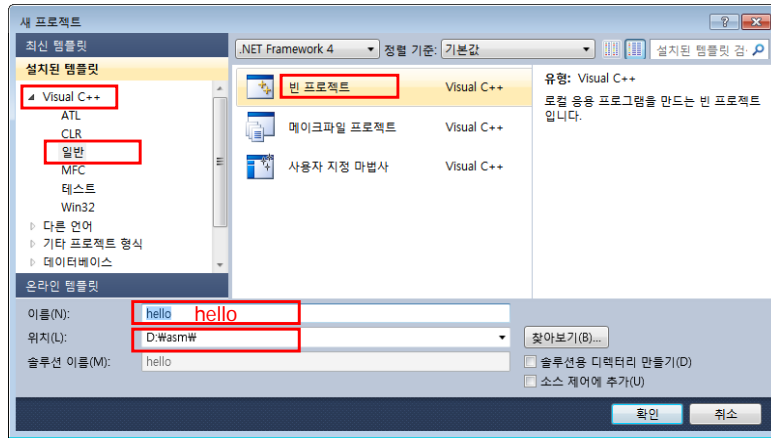 새 프로젝트
최신 템플릿
.NET Framework 4
정렬 기준: 기본값
설치된 템플릿 검
설치된 템플릿
Visual C++
ATL
CLR
일반
MFC
테스트
Win32
다른 언어
기타 프로젝트 형식
데이터베이스
온라인 템플릿
빈 프로젝트 Visual C++
메이크파일 프로젝트 Visual C++
사용자 지정 마법사 Visual C++
유형: Visual C++
로컬 응용 프로그램을 만드는 빈 프로젝트
입니다.
이름(N): hello hello
위치(L): D:₩asm₩
찾아보기(B)...
솔루션 이름(M): hello
솔루션용 디렉터리 만들기(D)
소스 제어에 추가(U)
확인 취소